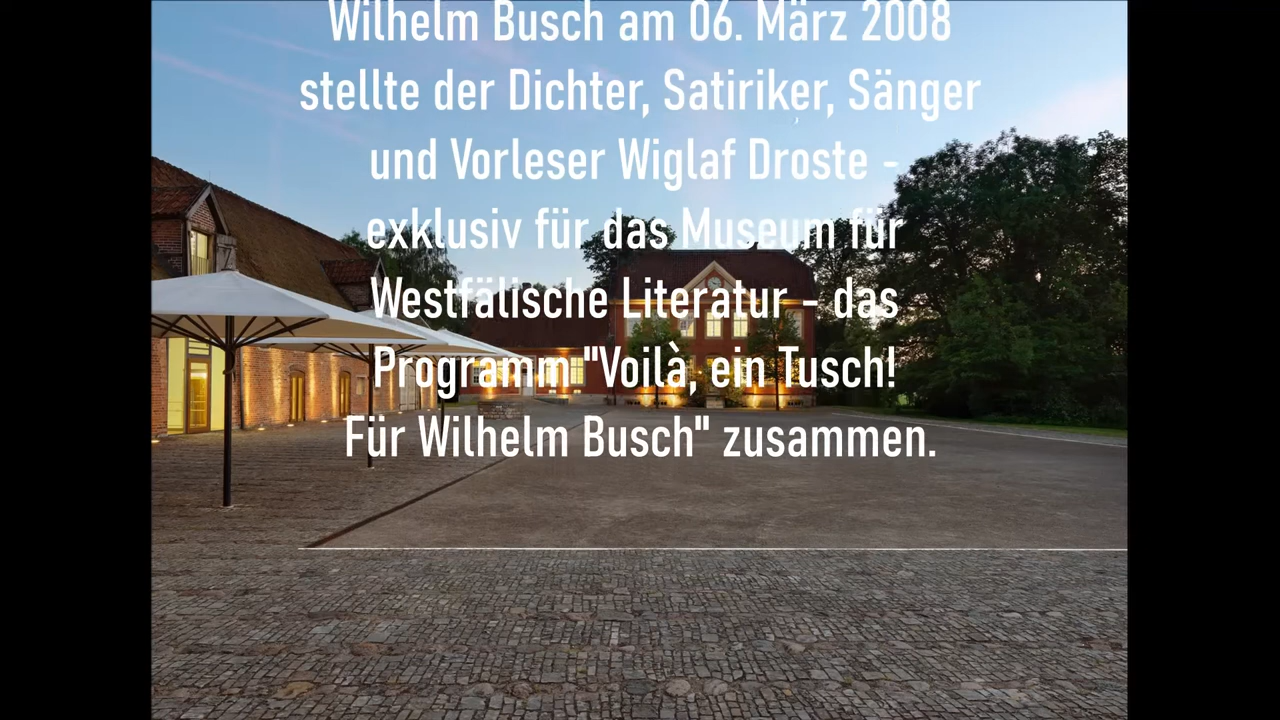 Wilhelm Busch am 06. März 2008
stellte der Dichter, Satiriker, Sänger
und Vorleser Wiglaf Droste -
exklusiv für das Museum für
Westfälische Literatur - das
Programm "Voilà, ein Tusch!
Für Wilhelm Busch" zusammen.